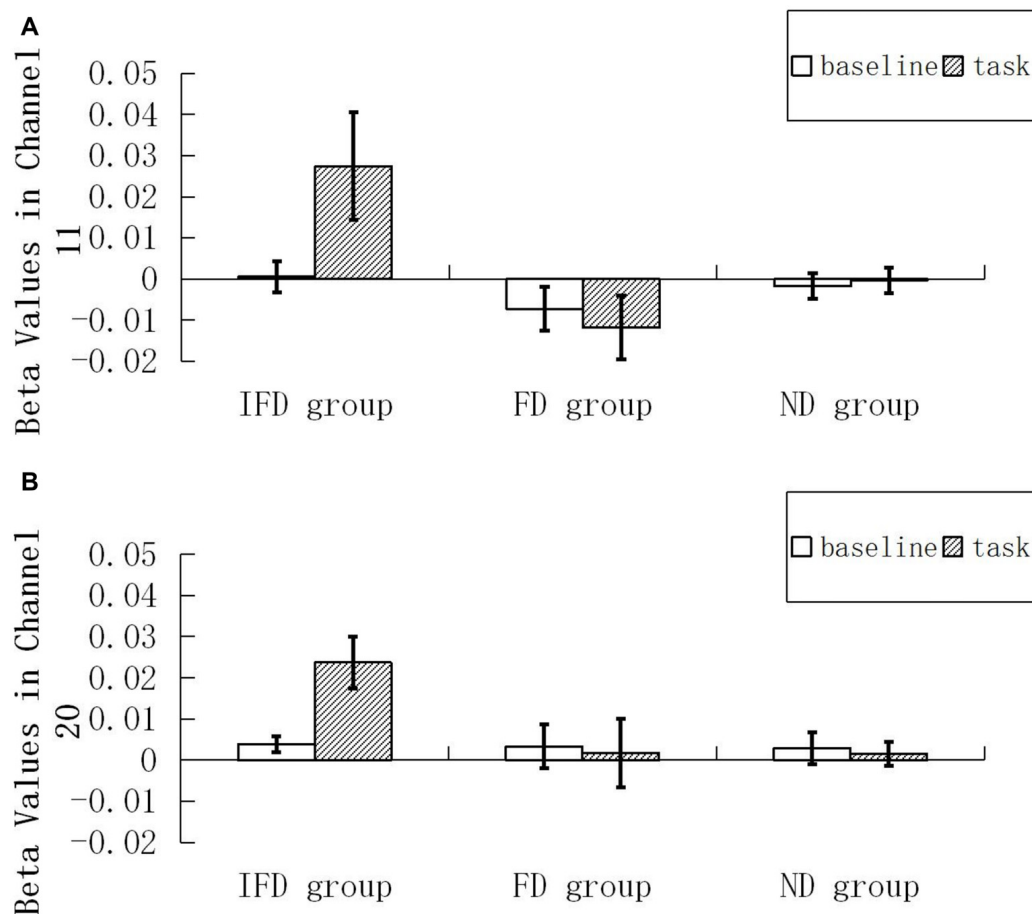 A
baseline task
Beta Values in Channel
11
0.05
0.04
0.03
0.02
0.01
0
−0.01
−0.02
IFD group FD group ND group
B
baseline task
Beta Values in Channel
20
0.05
0.04
0.03
0.02
0.01
0
−0.01
−0.02
IFD group FD group ND group